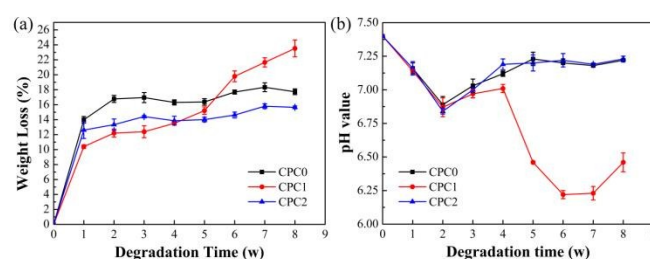 (a)
Weight Loss (%)
26
24
22
20
18
16
14
12
10
8
6
4
2
0
CPC0
CPC1
CPC2
0 1 2 3 4 5 6 7 8 9
Degradation Time (w)
(b)
pH value
7.50
7.25
7.00
6.75
6.50
6.25
6.00
CPC0
CPC1
CPC2
0 1 2 3 4 5 6 7 8 9
Degradation time (w)